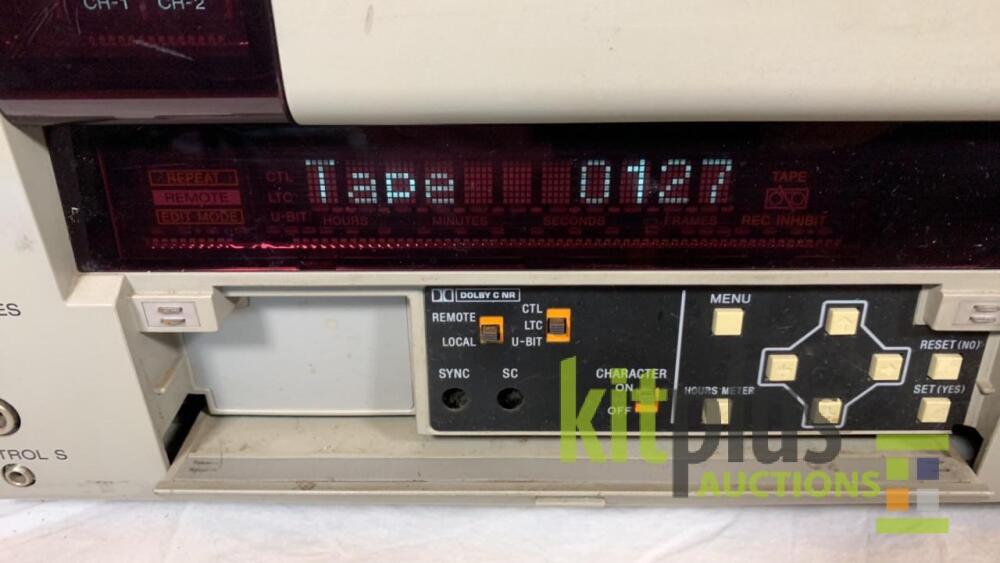 CH-1 CH-2
REPEAT 1
REMOTE
EDIT MODE
CTL
LTC
U-BIT
Tape 0127
HOURS MINUTES SECONDS FRAMES
TAPE
REC INHIBIT
ES
TROL S
DOLBY C NR
REMOTE
LOCAL
CTL
LTC
U-BIT
SYNC SC
CHARACTER
ON
OFF
MENU
HOURS METER
RESET (NO)
SET (YES)
kitplus
AUCTIONS